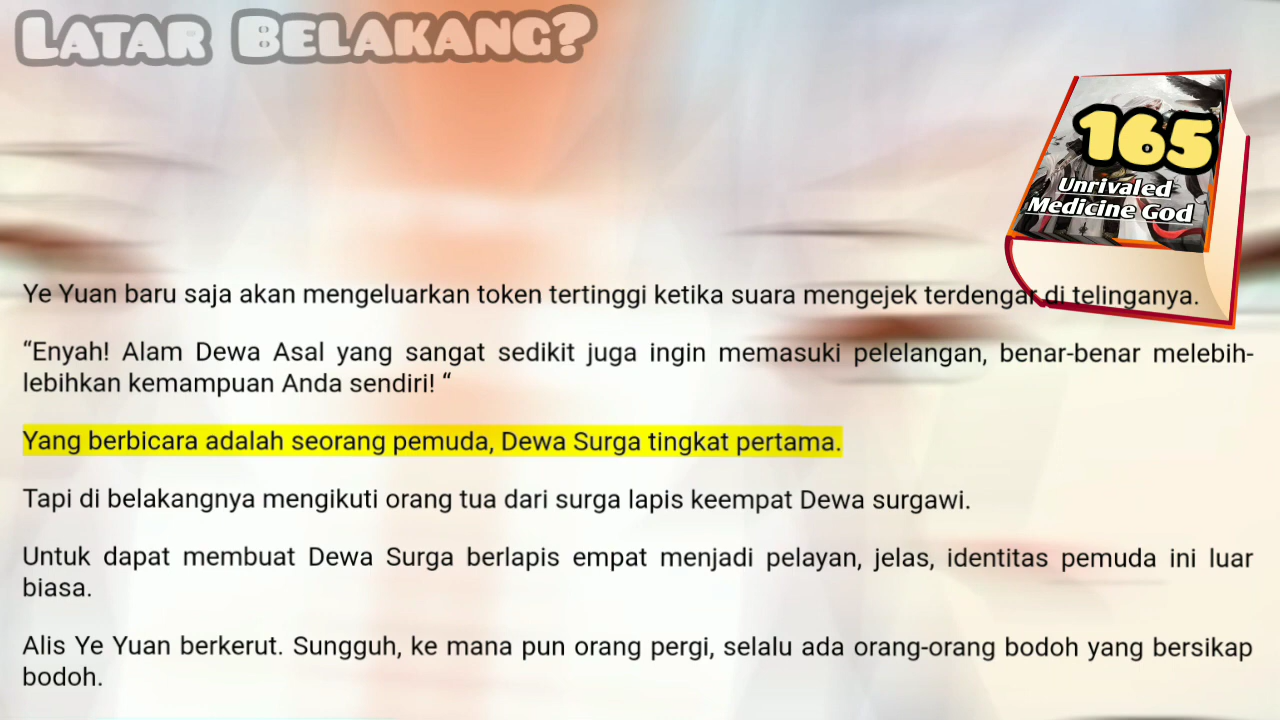 LATAR BELAKANG?
165
Unrivaled
Medicine God
Ye Yuan baru saja akan mengeluarkan token tertinggi ketika suara mengejek terdengar di telinganya.
“Enyah! Alam Dewa Asal yang sangat sedikit juga ingin memasuki pelelangan, benar-benar melebih-
lebihkan kemampuan Anda sendiri! “
Yang berbicara adalah seorang pemuda, Dewa Surga tingkat pertama.
Tapi di belakangnya mengikuti orang tua dari surga lapis keempat Dewa surgawi.
Untuk dapat membuat Dewa Surga berlapis empat menjadi pelayan, jelas, identitas pemuda ini luar
biasa.
Alis Ye Yuan berkerut. Sungguh, ke mana pun orang pergi, selalu ada orang-orang bodoh yang bersikap
bodoh.